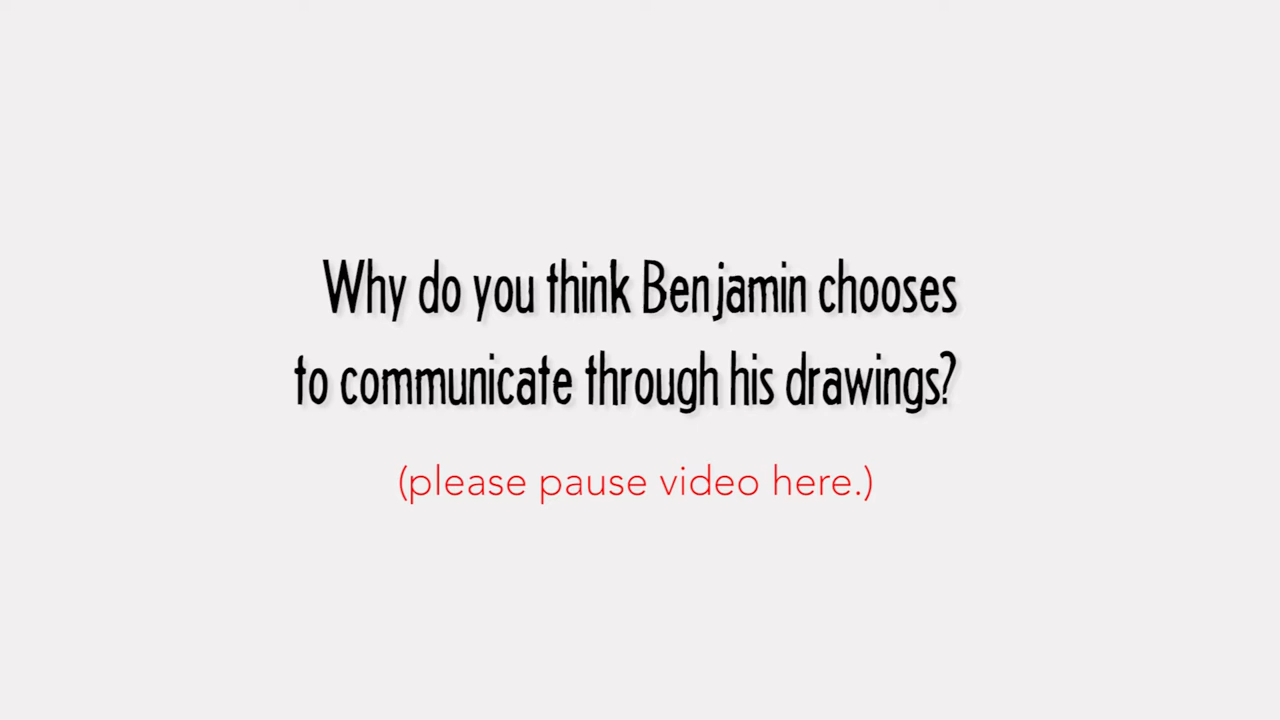 Why do you think Benjamin chooses
to communicate through his drawings?
(please pause video here.)